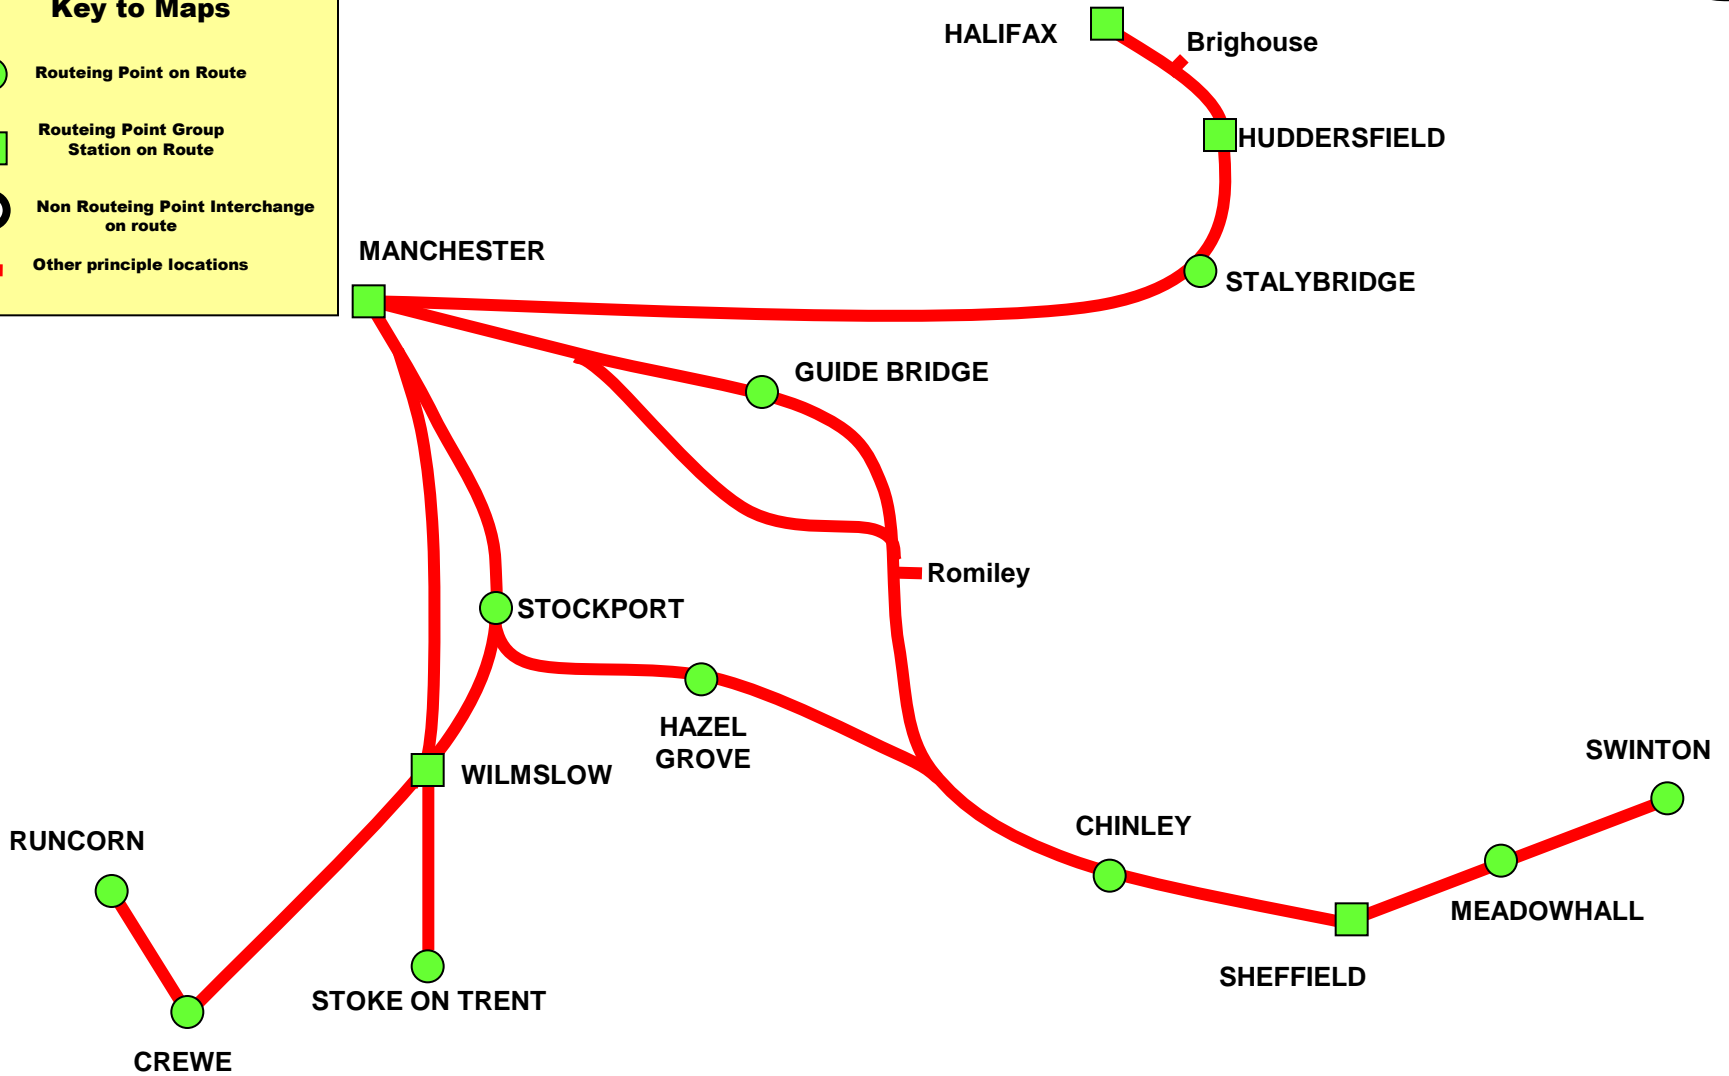 Key to Maps
Routeing Point on Route
Routeing Point Group
Station on Route
Non Routeing Point Interchange
on route
Other principle locations
HALIFAX
Brighouse
HUDDERSFIELD
MANCHESTER
STALYBRIDGE
GUIDE BRIDGE
Romiley
STOCKPORT
HAZEL
GROVE
WILMSLOW
SWINTON
CHINLEY
RUNCORN
MEADOWHALL
SHEFFIELD
STOKE ON TRENT
CREWE